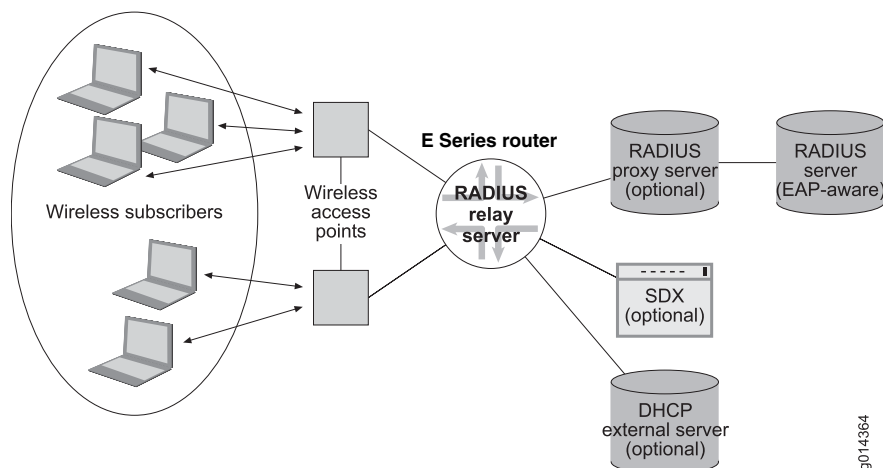 E Series router
RADIUS
relay
server
Wireless subscribers
Wireless
access
points
RADIUS
proxy server
(optional)
RADIUS
server
(EAP-aware)
SDX
(optional)
DHCP
external server
(optional)
g014364